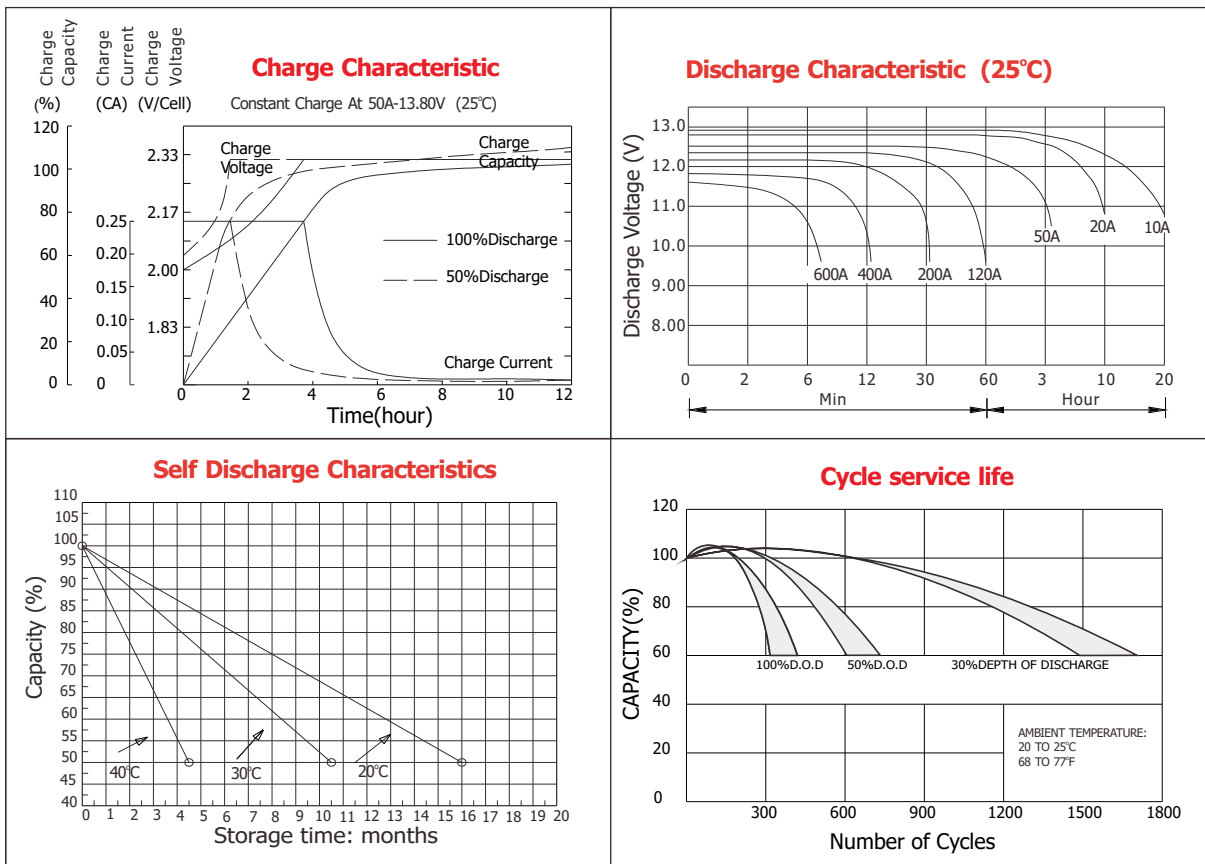 Charge Capacity
Charge Current
Charge Voltage
(%)
(CA)
(V/Cell)
Charge Characteristic
Constant Charge At 50A-13.80V (25°C)
120
100
80
60
40
20
0
0.25
0.20
0.15
0.10
0.05
0
2.33
2.17
2.00
1.83
Charge Voltage
Charge Capacity
100%Discharge
50%Discharge
Charge Current
0 2 4 6 8 10 12
Time(hour)
Discharge Characteristic (25°C)
Discharge Voltage (V)
13.0
12.0
11.0
10.0
9.00
8.00
600A 400A 200A 120A 50A 20A 10A
0 2 6 12 30 60 3 10 20
Min Hour
Self Discharge Characteristics
Capacity (%)
110
105
100
95
90
85
80
75
70
65
60
55
50
45
40
40°C 30°C 20°C
0 1 2 3 4 5 6 7 8 9 10 11 12 13 14 15 16 17 18 19 20
Storage time: months
Cycle service life
CAPACITY(%)
120
100
80
60
40
20
0
100%D.O.D 50%D.O.D 30%DEPTH OF DISCHARGE
AMBIENT TEMPERATURE:
20 TO 25°C
68 TO 77°F
300 600 900 1200 1500 1800
Number of Cycles